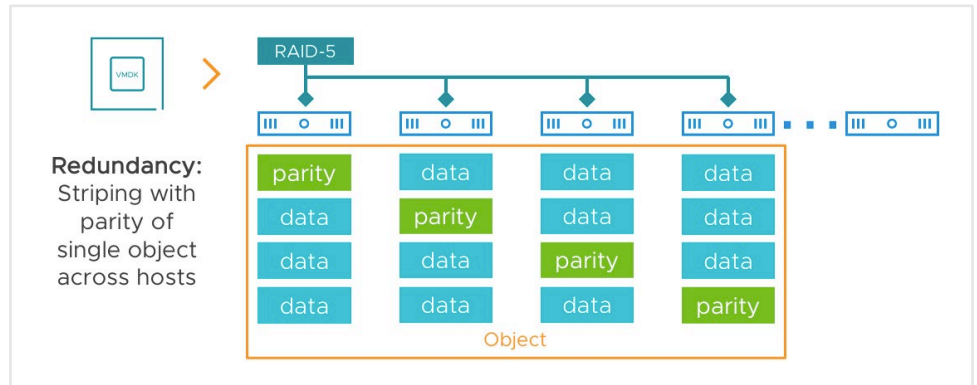 VMDK
RAID-5
Redundancy:
Striping with
parity of
single object
across hosts
parity data data data
data parity data data
data data parity data
data data data parity
Object